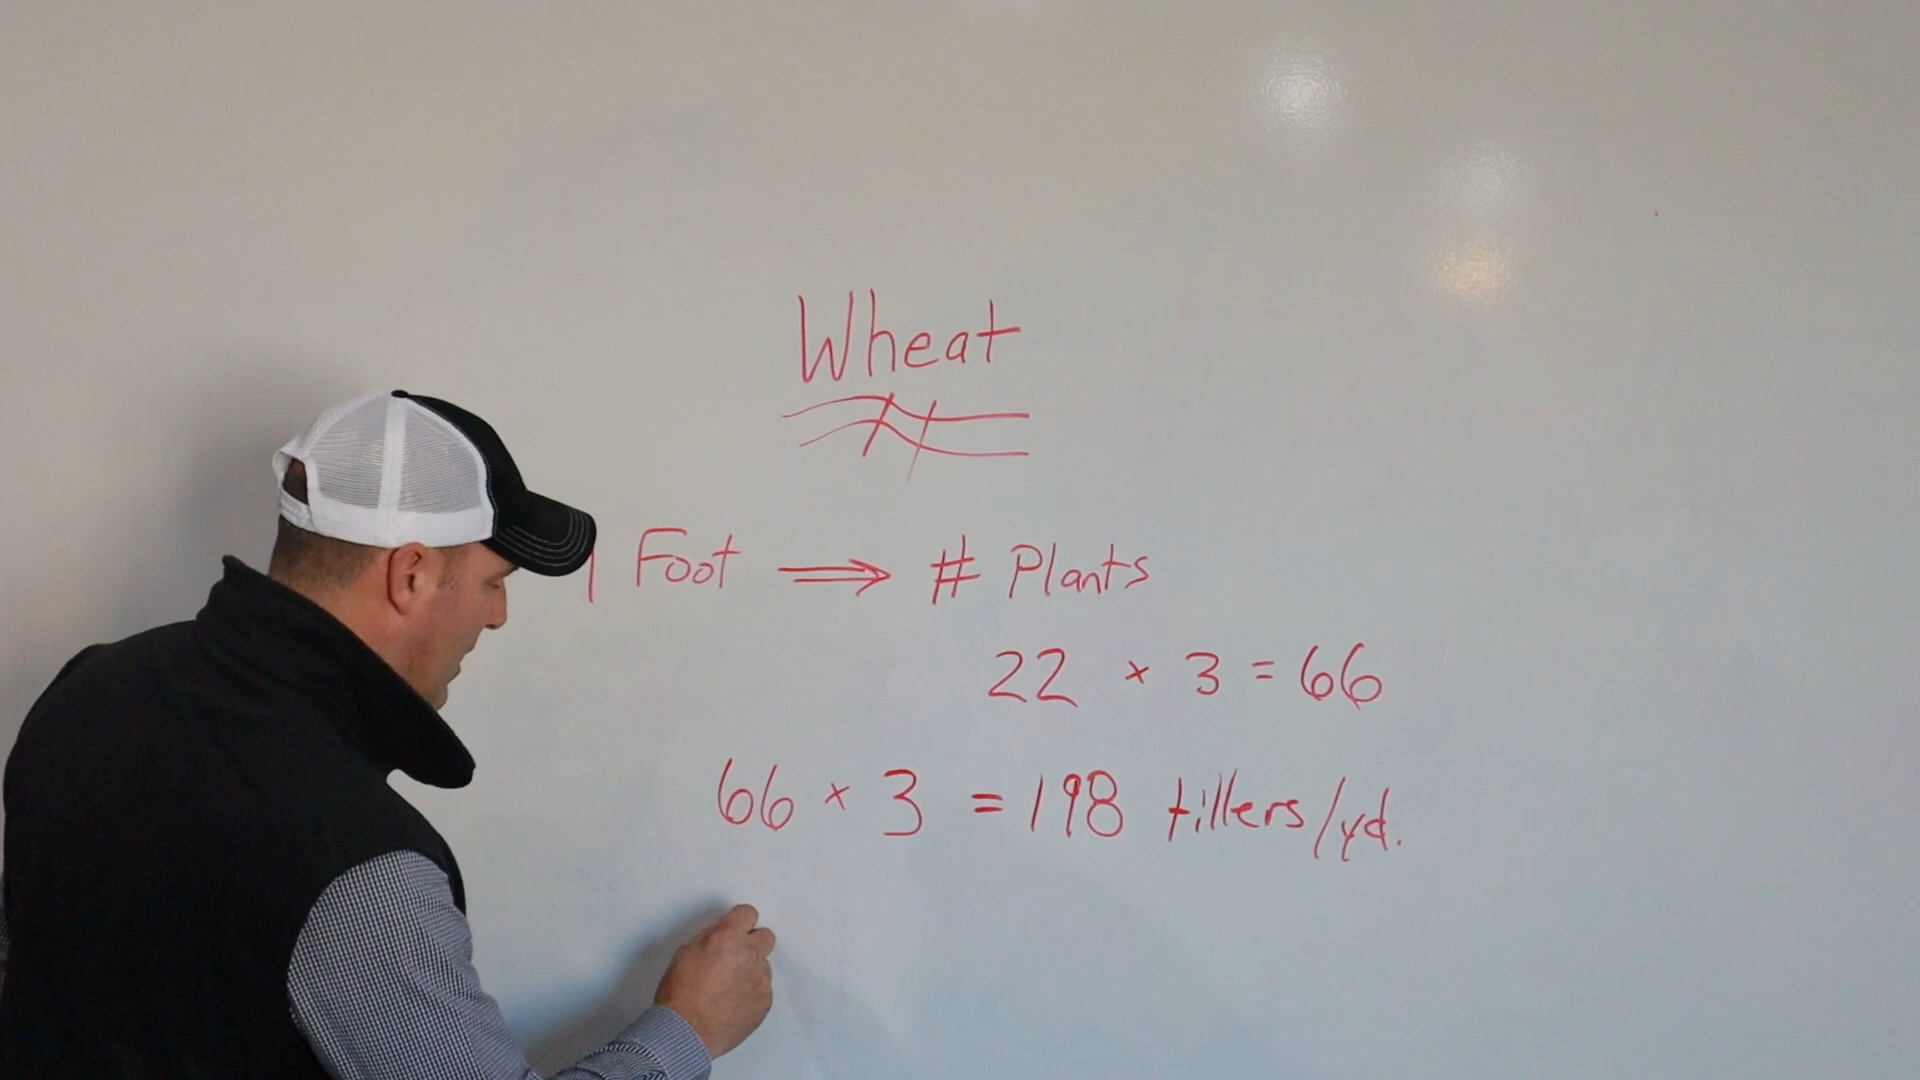 Wheat
1 Foot ⟹ # Plants
22 × 3 = 66
66 × 3 = 198 tillers/yd.